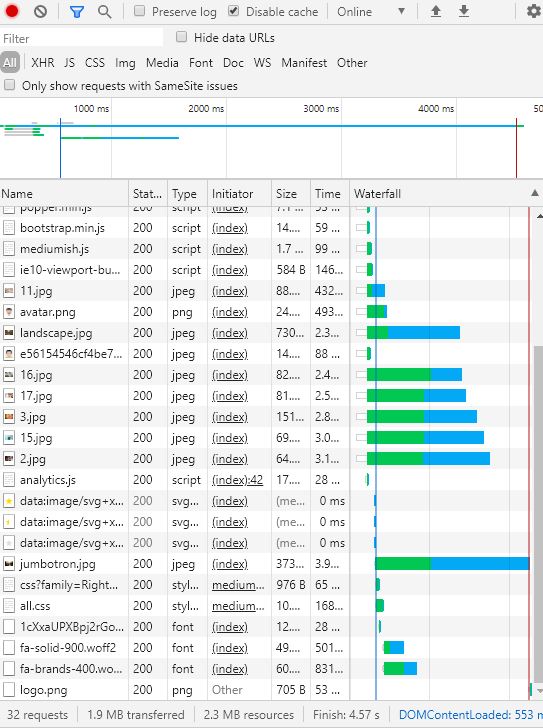 Preserve log Disable cache Online
Filter Hide data URLs
All XHR JS CSS Img Media Font Doc WS Manifest Other
Only show requests with SameSite issues
1000 ms 2000 ms 3000 ms 4000 ms 50
Name Stat... Type Initiator Size Time Waterfall
popper.min.js 200 script (index) 7.1 ... 53 ...
bootstrap.min.js 200 script (index) 14.... 59 ...
mediumish.js 200 script (index) 1.7 ... 99 ...
ie10-viewport-bu... 200 script (index) 584 B 146...
11.jpg 200 jpeg (index) 88.... 432...
avatar.png 200 png (index) 24.... 493...
landscape.jpg 200 jpeg (index) 730... 2.3...
e56154546cf4be7... 200 jpeg (index) 14.... 88 ...
16.jpg 200 jpeg (index) 82.... 2.4...
17.jpg 200 jpeg (index) 81.... 2.5...
3.jpg 200 jpeg (index) 151... 2.8...
15.jpg 200 jpeg (index) 69.... 3.0...
2.jpg 200 jpeg (index) 64.... 3.1...
analytics.js 200 script (index):42 17.... 28 ...
data:image/svg+x... 200 svg... (index) (me... 0 ms
data:image/svg+x... 200 svg... (index) (me... 0 ms
data:image/svg+x... 200 svg... (index) (me... 0 ms
jumbotron.jpg 200 jpeg (index) 373... 3.9...
css?family=Right... 200 styl... medium... 976 B 65 ...
all.css 200 styl... medium... 10.... 168...
1cXxaUPXBpj2rGo... 200 font (index) 12.... 28 ...
fa-solid-900.woff2 200 font (index) 49.... 501...
fa-brands-400.wo... 200 font (index) 60.... 831...
logo.png 200 png Other 705 B 53 ...
32 requests 1.9 MB transferred 2.3 MB resources Finish: 4.57 s DOMContentLoaded: 553 m